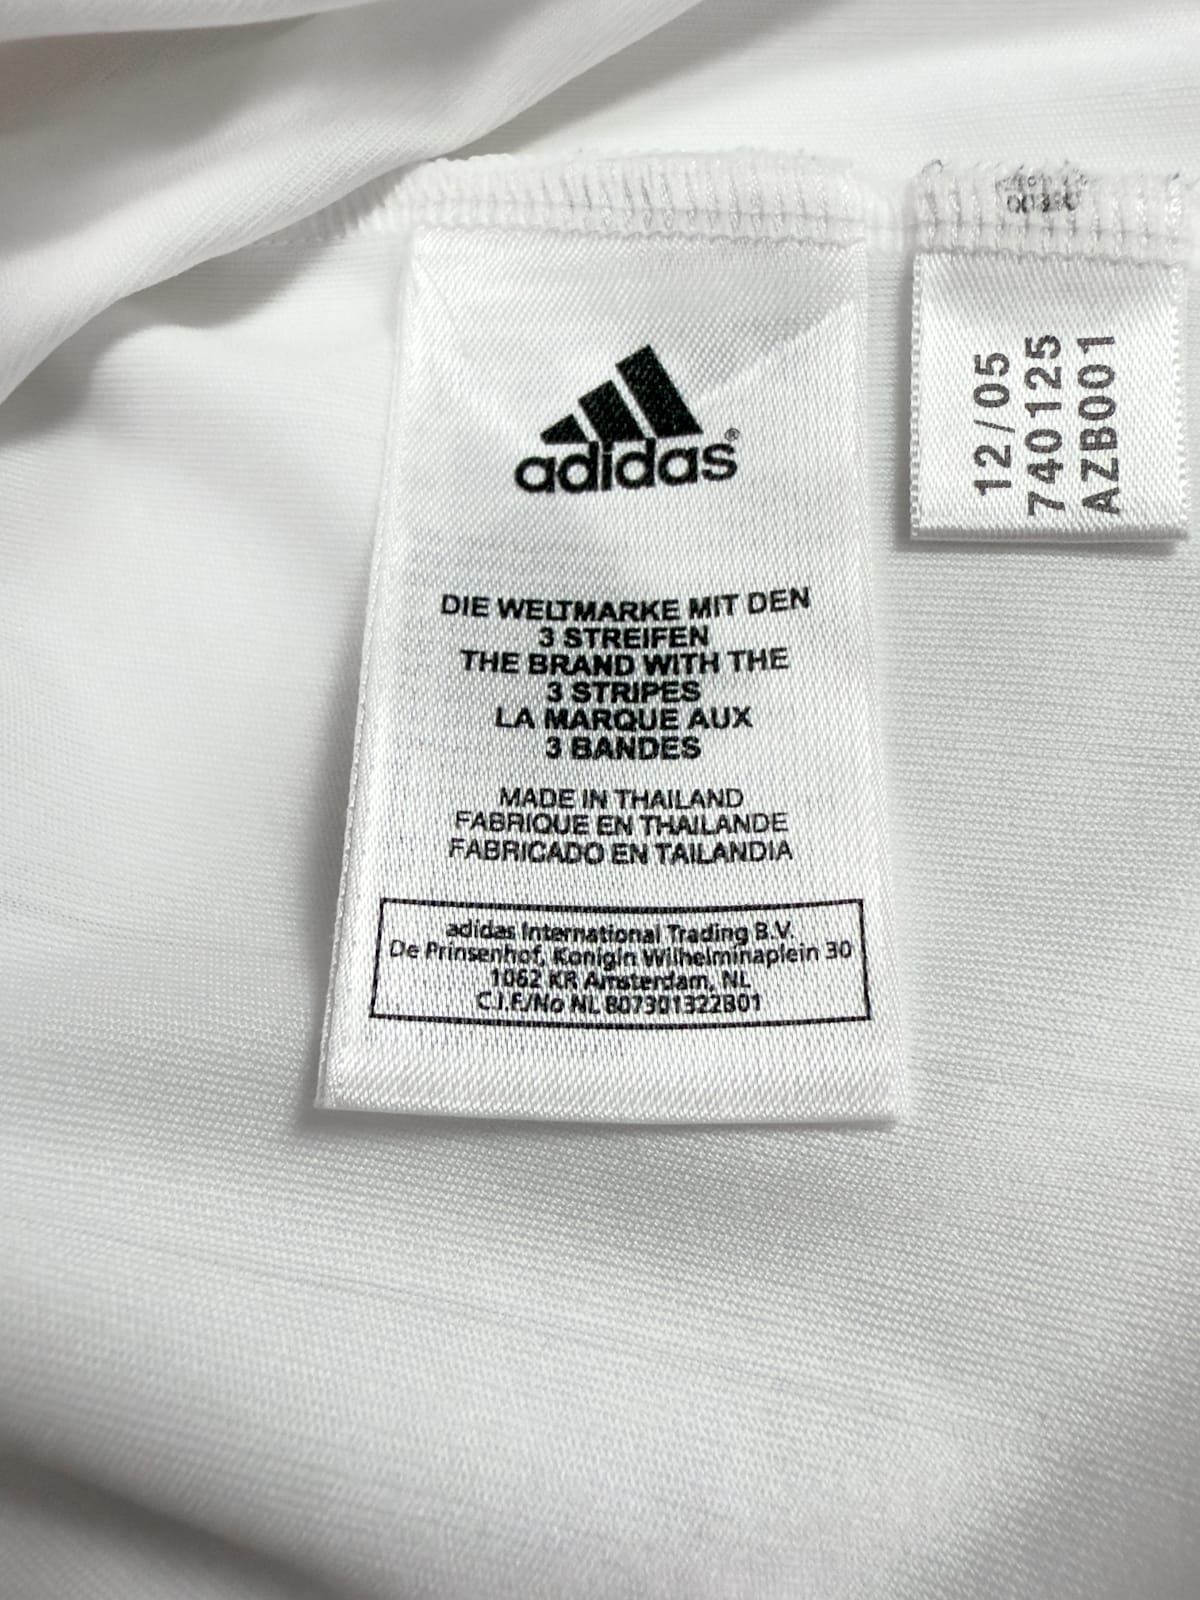 adidas®
DIE WELTMARKE MIT DEN
3 STREIFEN
THE BRAND WITH THE
3 STRIPES
LA MARQUE AUX
3 BANDES
MADE IN THAILAND
FABRIQUE EN THAILANDE
FABRICADO EN TAILANDIA
adidas International Trading B.V.
De Prinsenhof, Konigin Wilhelminaplein 30
1062 KR Amsterdam, NL
C.I.F./No NL 807301322B01
12/05
740125
AZB001